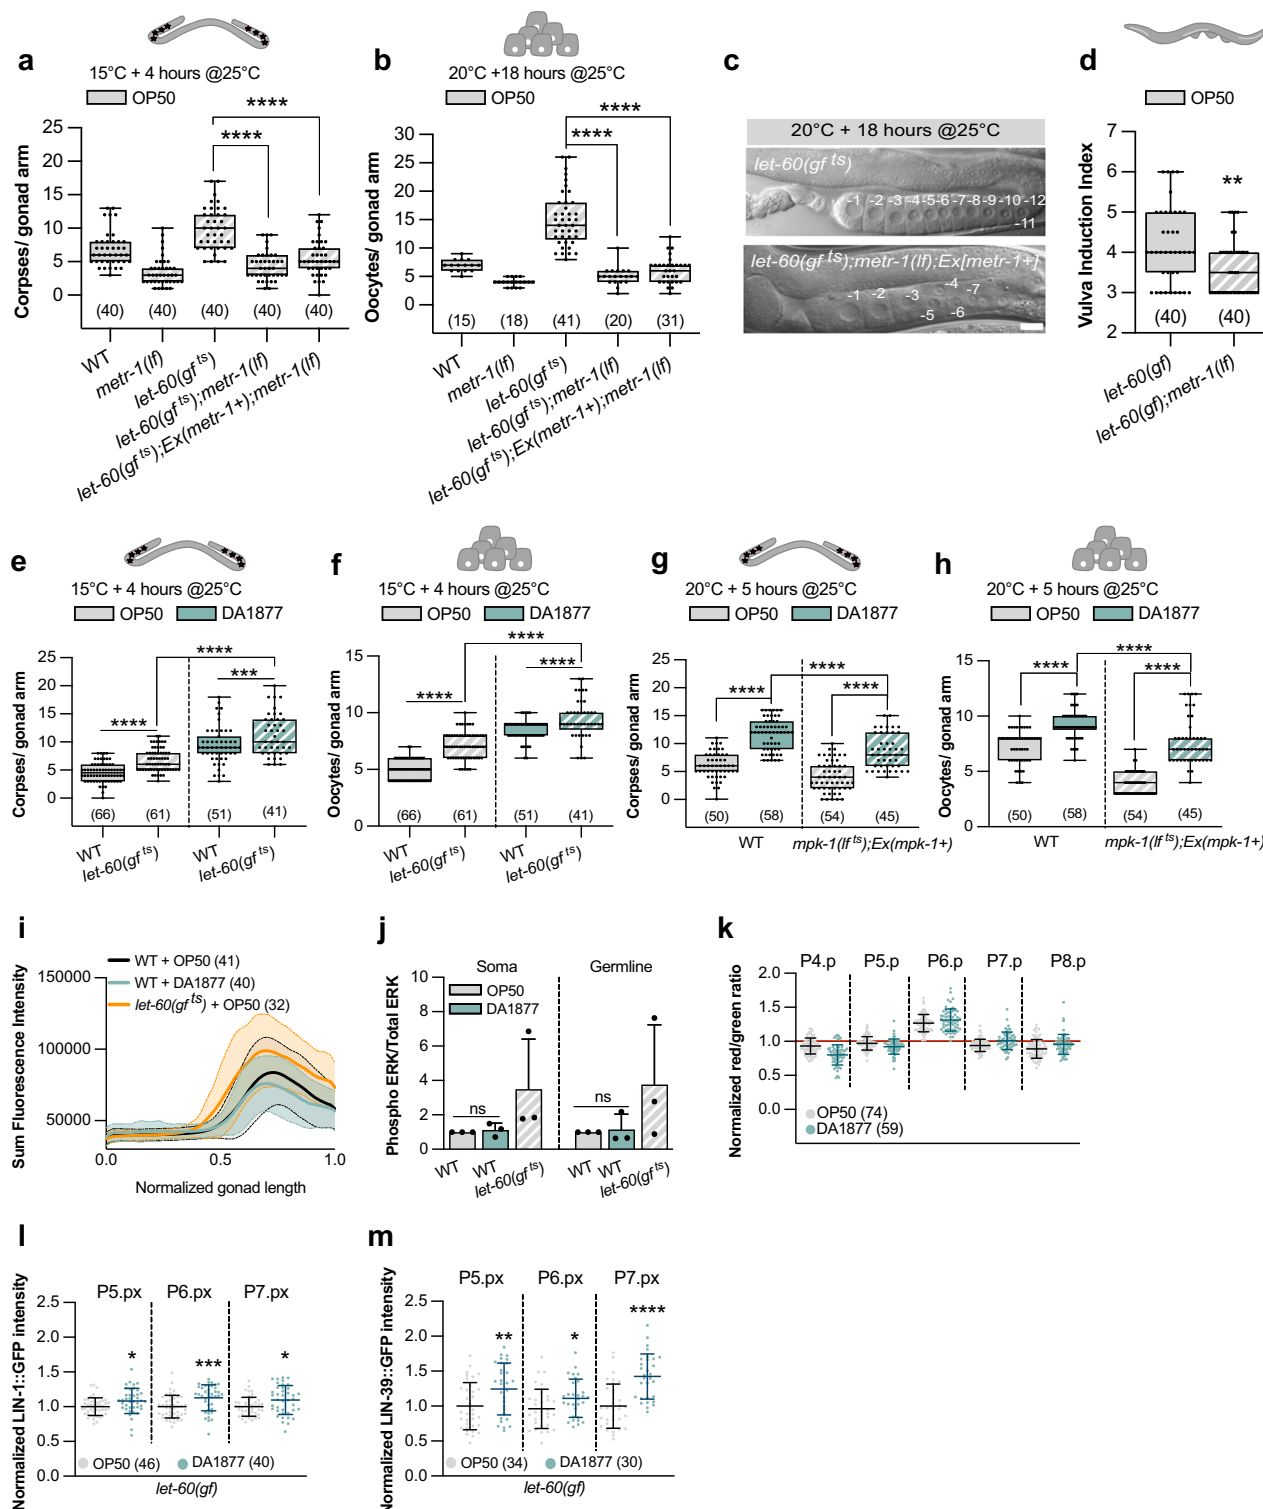 a
15°C + 4 hours @25°C
OP50
Corpses/ gonad arm
25
20
15
10
5
0
****
****
(40)
(40)
(40)
(40)
(40)
WT
metr-1(lf)
let-60(gf ts)
let-60(gf ts);metr-1(lf)
let-60(gf ts);Ex(metr-1+);metr-1(lf)
b
20°C +18 hours @25°C
OP50
Oocytes/ gonad arm
30
25
20
15
10
5
0
****
****
(15)
(18)
(41)
(20)
(31)
WT
metr-1(lf)
let-60(gf ts)
let-60(gf ts);metr-1(lf)
let-60(gf ts);Ex(metr-1+);metr-1(lf)
c
20°C + 18 hours @25°C
let-60(gf ts)
-1 -2 -3 -4 -5 -6 -7 -8 -9 -10 -12
-11
let-60(gf ts);metr-1(lf);Ex[metr-1+]
-1 -2 -3 -4 -7
-5 -6
d
OP50
Vulva Induction Index
7
6
5
4
3
2
**
(40)
(40)
let-60(gf)
let-60(gf);metr-1(lf)
e
15°C + 4 hours @25°C
OP50
DA1877
Corpses/ gonad arm
25
20
15
10
5
0
****
****
***
(66)
(61)
(51)
(41)
WT
let-60(gf ts)
WT
let-60(gf ts)
f
15°C + 4 hours @25°C
OP50
DA1877
Oocytes/ gonad arm
15
10
5
0
****
****
****
(66)
(61)
(51)
(41)
WT
let-60(gf ts)
WT
let-60(gf ts)
g
20°C + 5 hours @25°C
OP50
DA1877
Corpses/ gonad arm
25
20
15
10
5
0
****
****
****
(50)
(58)
(54)
(45)
WT
mpk-1(lf ts);Ex(mpk-1+)
h
20°C + 5 hours @25°C
OP50
DA1877
Oocytes/ gonad arm
15
10
5
0
****
****
****
(50)
(58)
(54)
(45)
WT
mpk-1(lf ts);Ex(mpk-1+)
i
WT + OP50 (41)
WT + DA1877 (40)
let-60(gf ts) + OP50 (32)
Sum Fluorescence Intensity
150000
100000
50000
0.0
0.5
1.0
Normalized gonad length
j
Soma
Germline
OP50
DA1877
Phospho ERK/Total ERK
10
8
6
4
2
0
ns
ns
WT
WT
let-60(gf ts)
WT
WT
let-60(gf ts)
k
P4.p
P5.p
P6.p
P7.p
P8.p
Normalized red/green ratio
2.0
1.5
1.0
0.5
0.0
OP50 (74)
DA1877 (59)
l
P5.px
P6.px
P7.px
Normalized LIN-1::GFP intensity
2.5
2.0
1.5
1.0
0.5
0.0
*
***
*
OP50 (46)
DA1877 (40)
let-60(gf)
m
P5.px
P6.px
P7.px
Normalized LIN-39::GFP intensity
2.5
2.0
1.5
1.0
0.5
0.0
**
*
****
OP50 (34)
DA1877 (30)
let-60(gf)